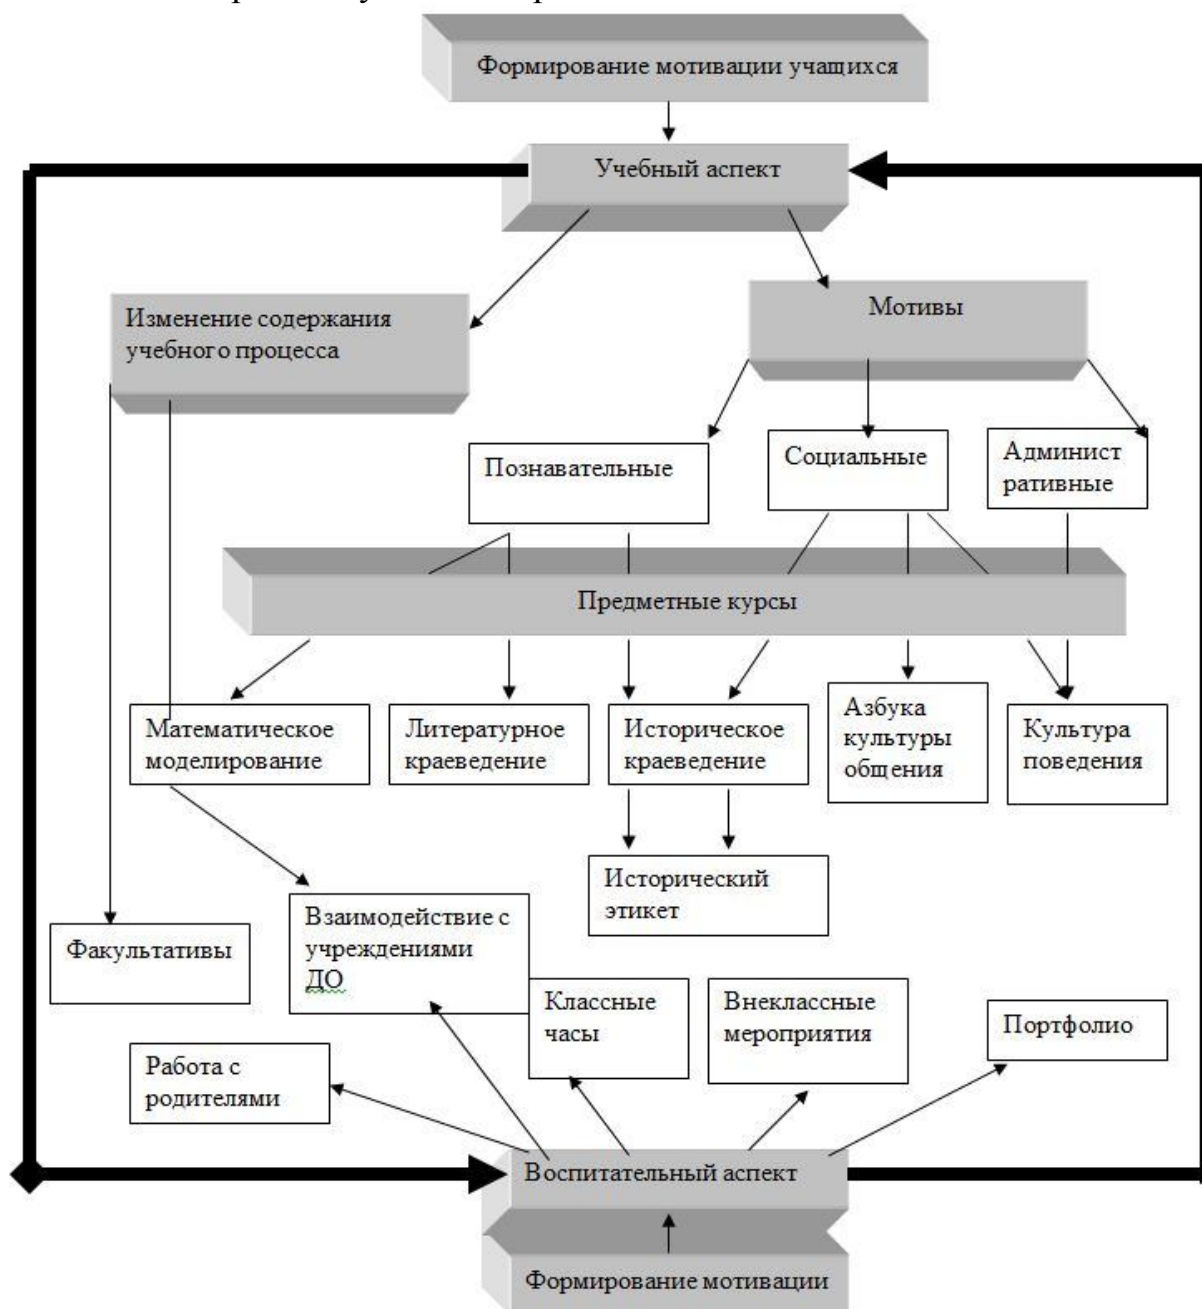 Формирование мотивации учащихся
Учебный аспект
Изменение содержания
учебного процесса
Мотивы
Познавательные
Социальные
Админист
ративные
Предметные курсы
Математическое
моделирование
Литературное
краеведение
Историческое
краеведение
Азбука
культуры
общения
Культура
поведения
Исторический
этикет
Факультативы
Взаимодействие с
учреждениями
ДО
Классные
часы
Внеклассные
мероприятия
Портфолио
Работа с
родителями
Воспитательный аспект
Формирование мотивации